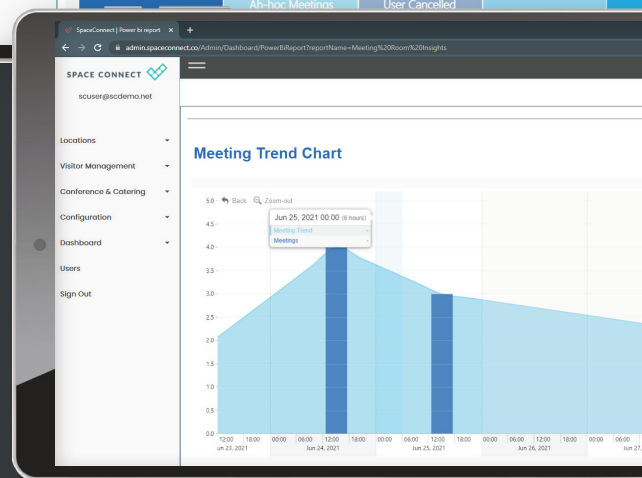 Ah-hoc Meetings
User Cancelled
SpaceConnect | Power bi report × +
admin.spaceconnect.co/Admin/Dashboard/PowerBiReport?reportName=Meeting%20Room%20Insights
SPACE CONNECT
scuser@scdemo.net
Locations
Visitor Management
Conference & Catering
Configuration
Dashboard
Users
Sign Out
Meeting Trend Chart
Back Zoom-out
Jun 25, 2021 00:00 (6 hours)
Meeting Trend -
Meetings -
5.0
4.5
4.0
3.5
3.0
2.5
2.0
1.5
1.0
0.5
0.0
12:00 18:00 00:00 06:00 12:00 18:00 00:00 06:00 12:00 18:00 00:00 06:00 12:00 18:00 00:00 06:00
un 23, 2021 Jun 24, 2021 Jun 25, 2021 Jun 26, 2021 Jun 27,